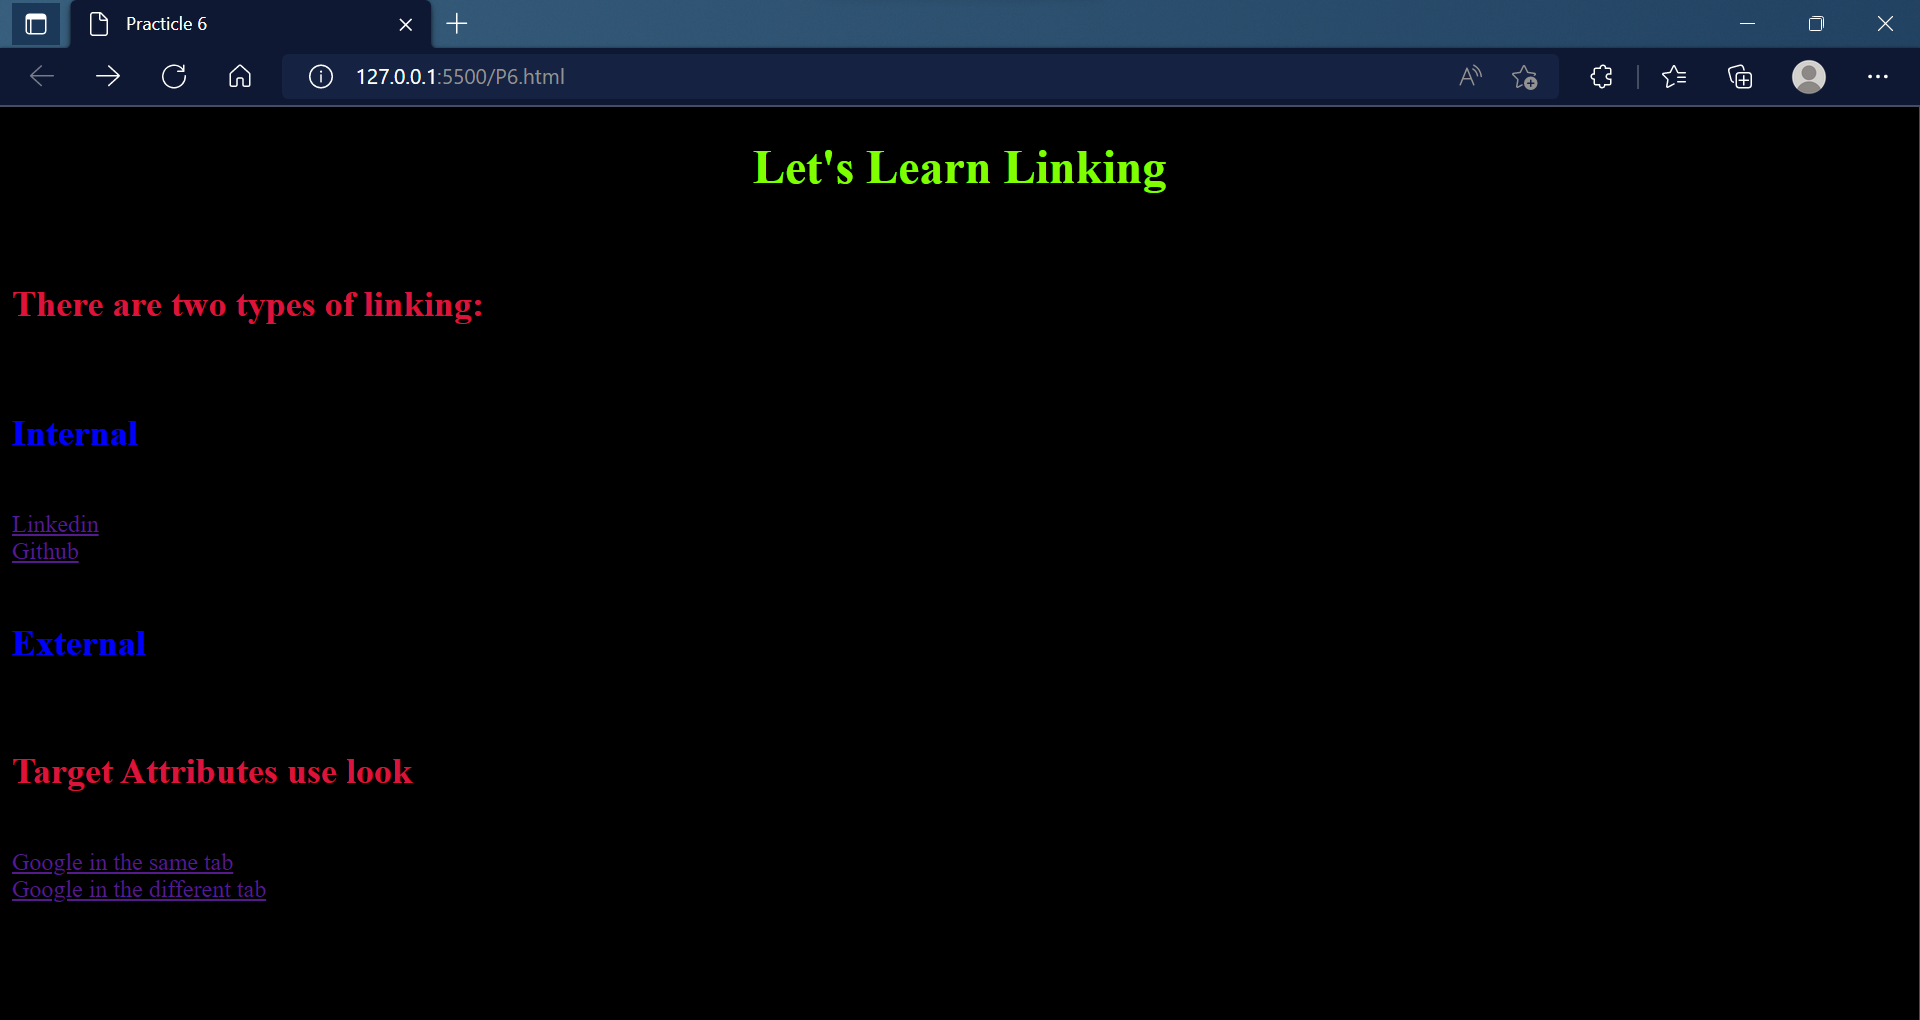 Practicle 6
127.0.0.1:5500/P6.html
Let's Learn Linking
There are two types of linking:
Internal
Linkedin
Github
External
Target Attributes use look
Google in the same tab
Google in the different tab